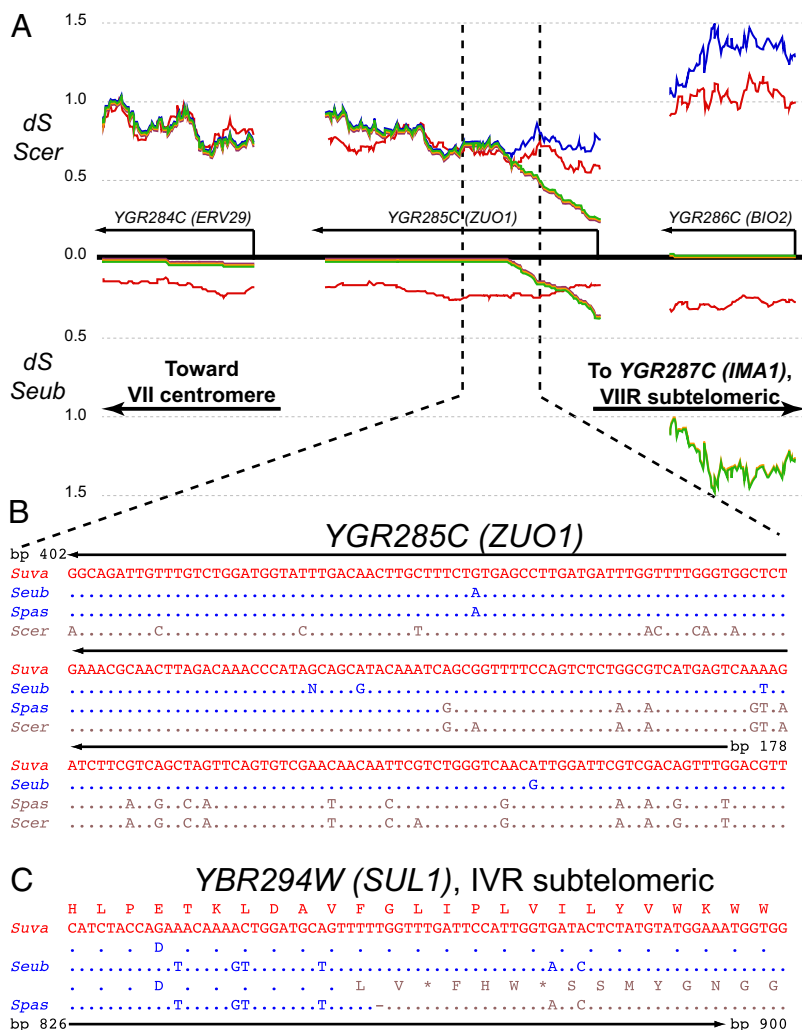 A
1.5
1.0
dS
Scer
0.5
YGR284C (ERV29)
YGR285C (ZUO1)
YGR286C (BIO2)
0.0
0.5
dS
Seub
Toward
VII centromere
To YGR287C (IMA1),
VIIR subtelomeric
1.0
1.5
B
YGR285C (ZUO1)
bp 402
Suva GGCAGATTGTTTGTCTGGATGGTATTTGACAACTTGCTTTCTGTGAGCCTTGATGATTTGGTTTTGGGTGGCTCT
Seub ..........................................A................................
Spas ..........................................A................................
Scer A........C..............C...........T.......................AC...CA..A.....
Suva GAAACGCAACTTAGACAAACCCATAGCAGCATACAAATCAGCGGTTTTCCAGTCTCTGGCGTCATGAGTCAAAAG
Seub .........................N....G.........................................T..
Spas .......................................G.................A..A..........GT.A
Scer .......................................G..A..............A..A..........GT.A
bp 178
Suva ATCTTCGTCAGCTAGTTCAGTGTCGAACAACAATTCGTCTGGGTCAACATTGGATTCGTCGACAGTTTGGACGTT
Seub ................................................G..........................
Spas ......A..G..C.A............T.....C...........G...........A..A..G....T......
Scer ......A..G..C.A............T.....C..A........G...........A..A..G....T......
C
YBR294W (SUL1), IVR subtelomeric
H L P E T K L D A V F G L I P L V I L Y V W K W W
Suva CATCTACCAGAAACAAAACTGGATGCAGTTTTTGGTTTGATTCCATTGGTGATACTCTATGTATGGAAATGGTGG
. . . D . . . . . . . . . . . . . . . . . . . . .
Seub ...........T.....GT.......T.......................A..C.....................
. . . D . . . . . . L V * F H W * S S M Y G N G G
Spas ...........T.....GT.......T.....-.................A..C.....................
bp 826
bp 900